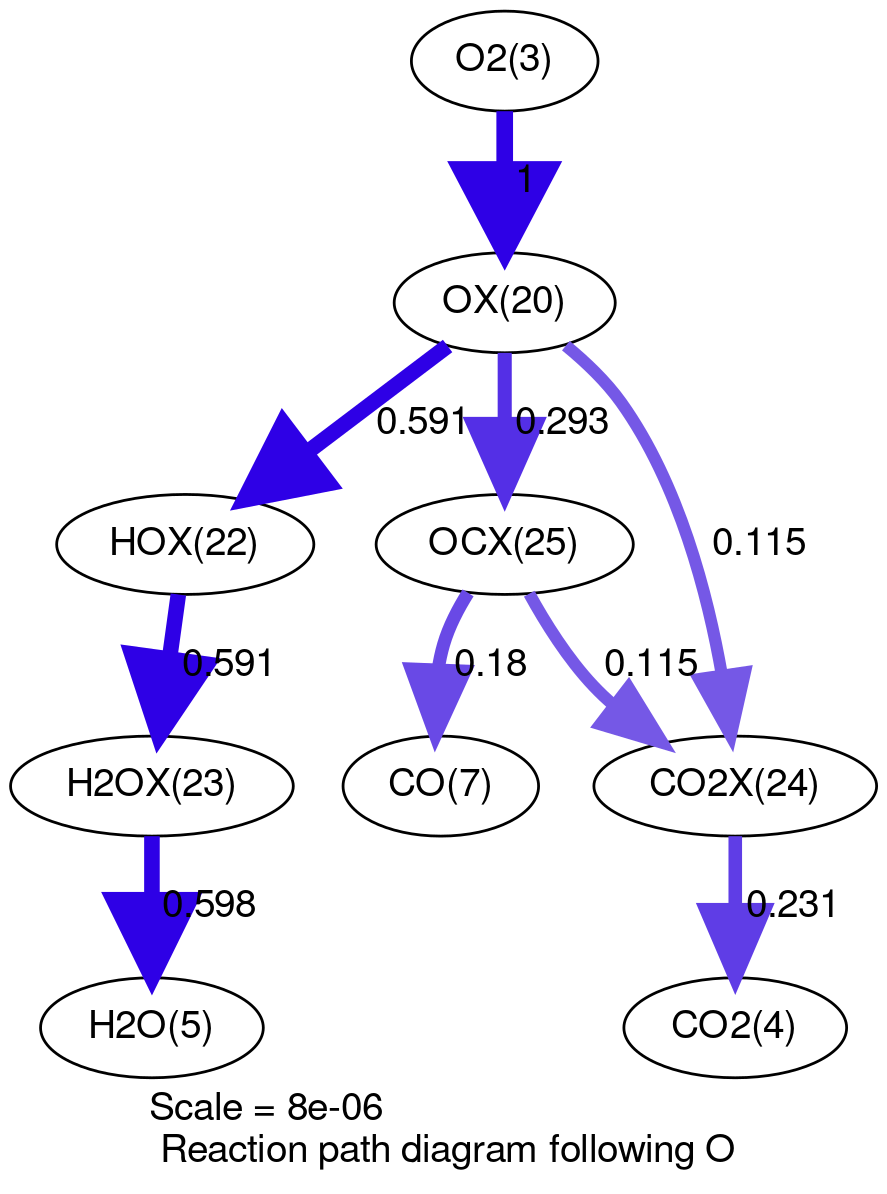 O2(3)
1
OX(20)
0.591
0.293
HOX(22)
OCX(25)
0.115
0.591
0.18
0.115
H2OX(23)
CO(7)
CO2X(24)
0.598
0.231
H2O(5)
CO2(4)
Scale = 8e-06
Reaction path diagram following O